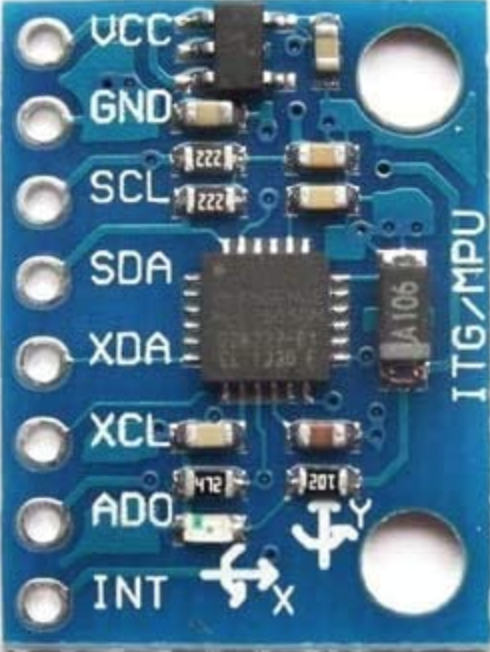 VCC
GND
222
SCL
222
SDA
XDA
A106
ITG/MPU
XCL
ADO
472
201
INT
X
Y